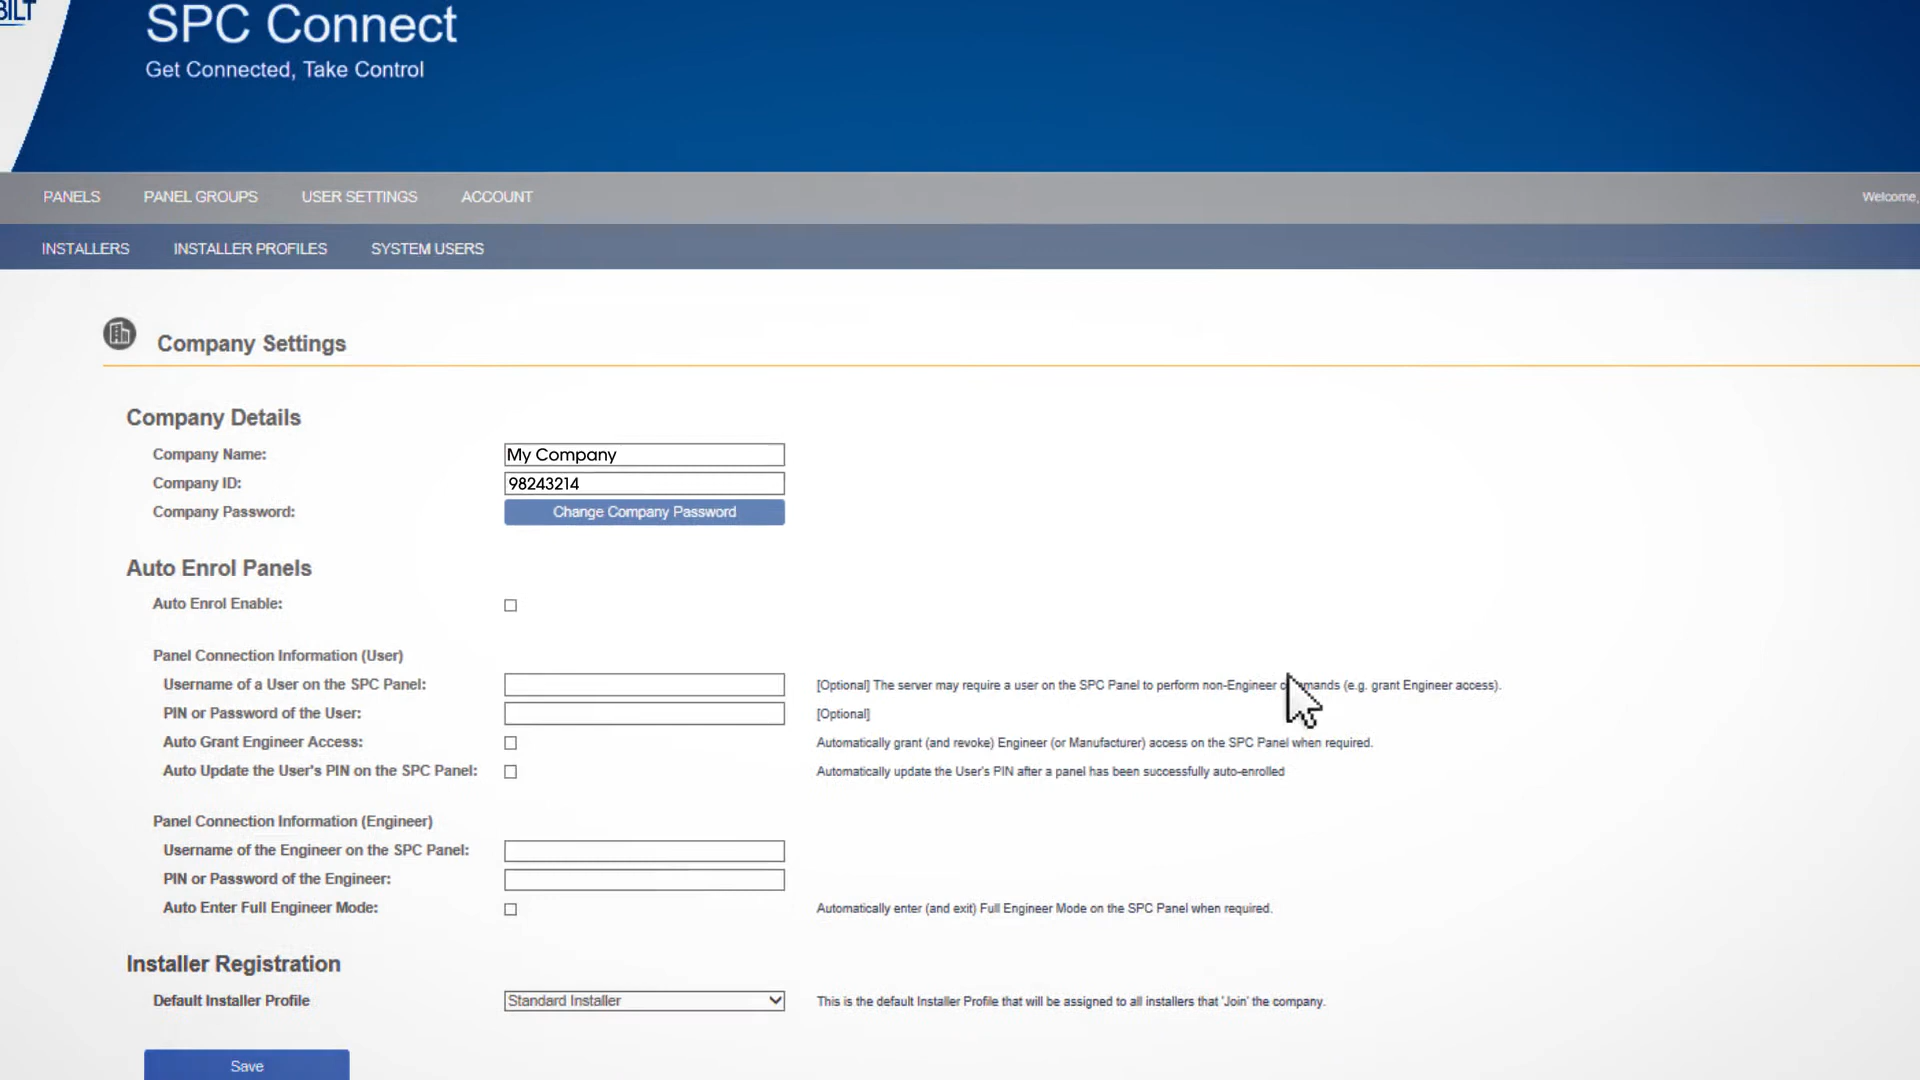 BILT
SPC Connect
Get Connected, Take Control
PANELS PANEL GROUPS USER SETTINGS ACCOUNT Welcome,
INSTALLERS INSTALLER PROFILES SYSTEM USERS
Company Settings
Company Details
Company Name: My Company
Company ID: 98243214
Company Password: Change Company Password
Auto Enrol Panels
Auto Enrol Enable:
Panel Connection Information (User)
Username of a User on the SPC Panel: [Optional] The server may require a user on the SPC Panel to perform non-Engineer commands (e.g. grant Engineer access).
PIN or Password of the User: [Optional]
Auto Grant Engineer Access: Automatically grant (and revoke) Engineer (or Manufacturer) access on the SPC Panel when required.
Auto Update the User's PIN on the SPC Panel: Automatically update the User's PIN after a panel has been successfully auto-enrolled
Panel Connection Information (Engineer)
Username of the Engineer on the SPC Panel:
PIN or Password of the Engineer:
Auto Enter Full Engineer Mode: Automatically enter (and exit) Full Engineer Mode on the SPC Panel when required.
Installer Registration
Default Installer Profile Standard Installer This is the default Installer Profile that will be assigned to all installers that 'Join' the company.
Save